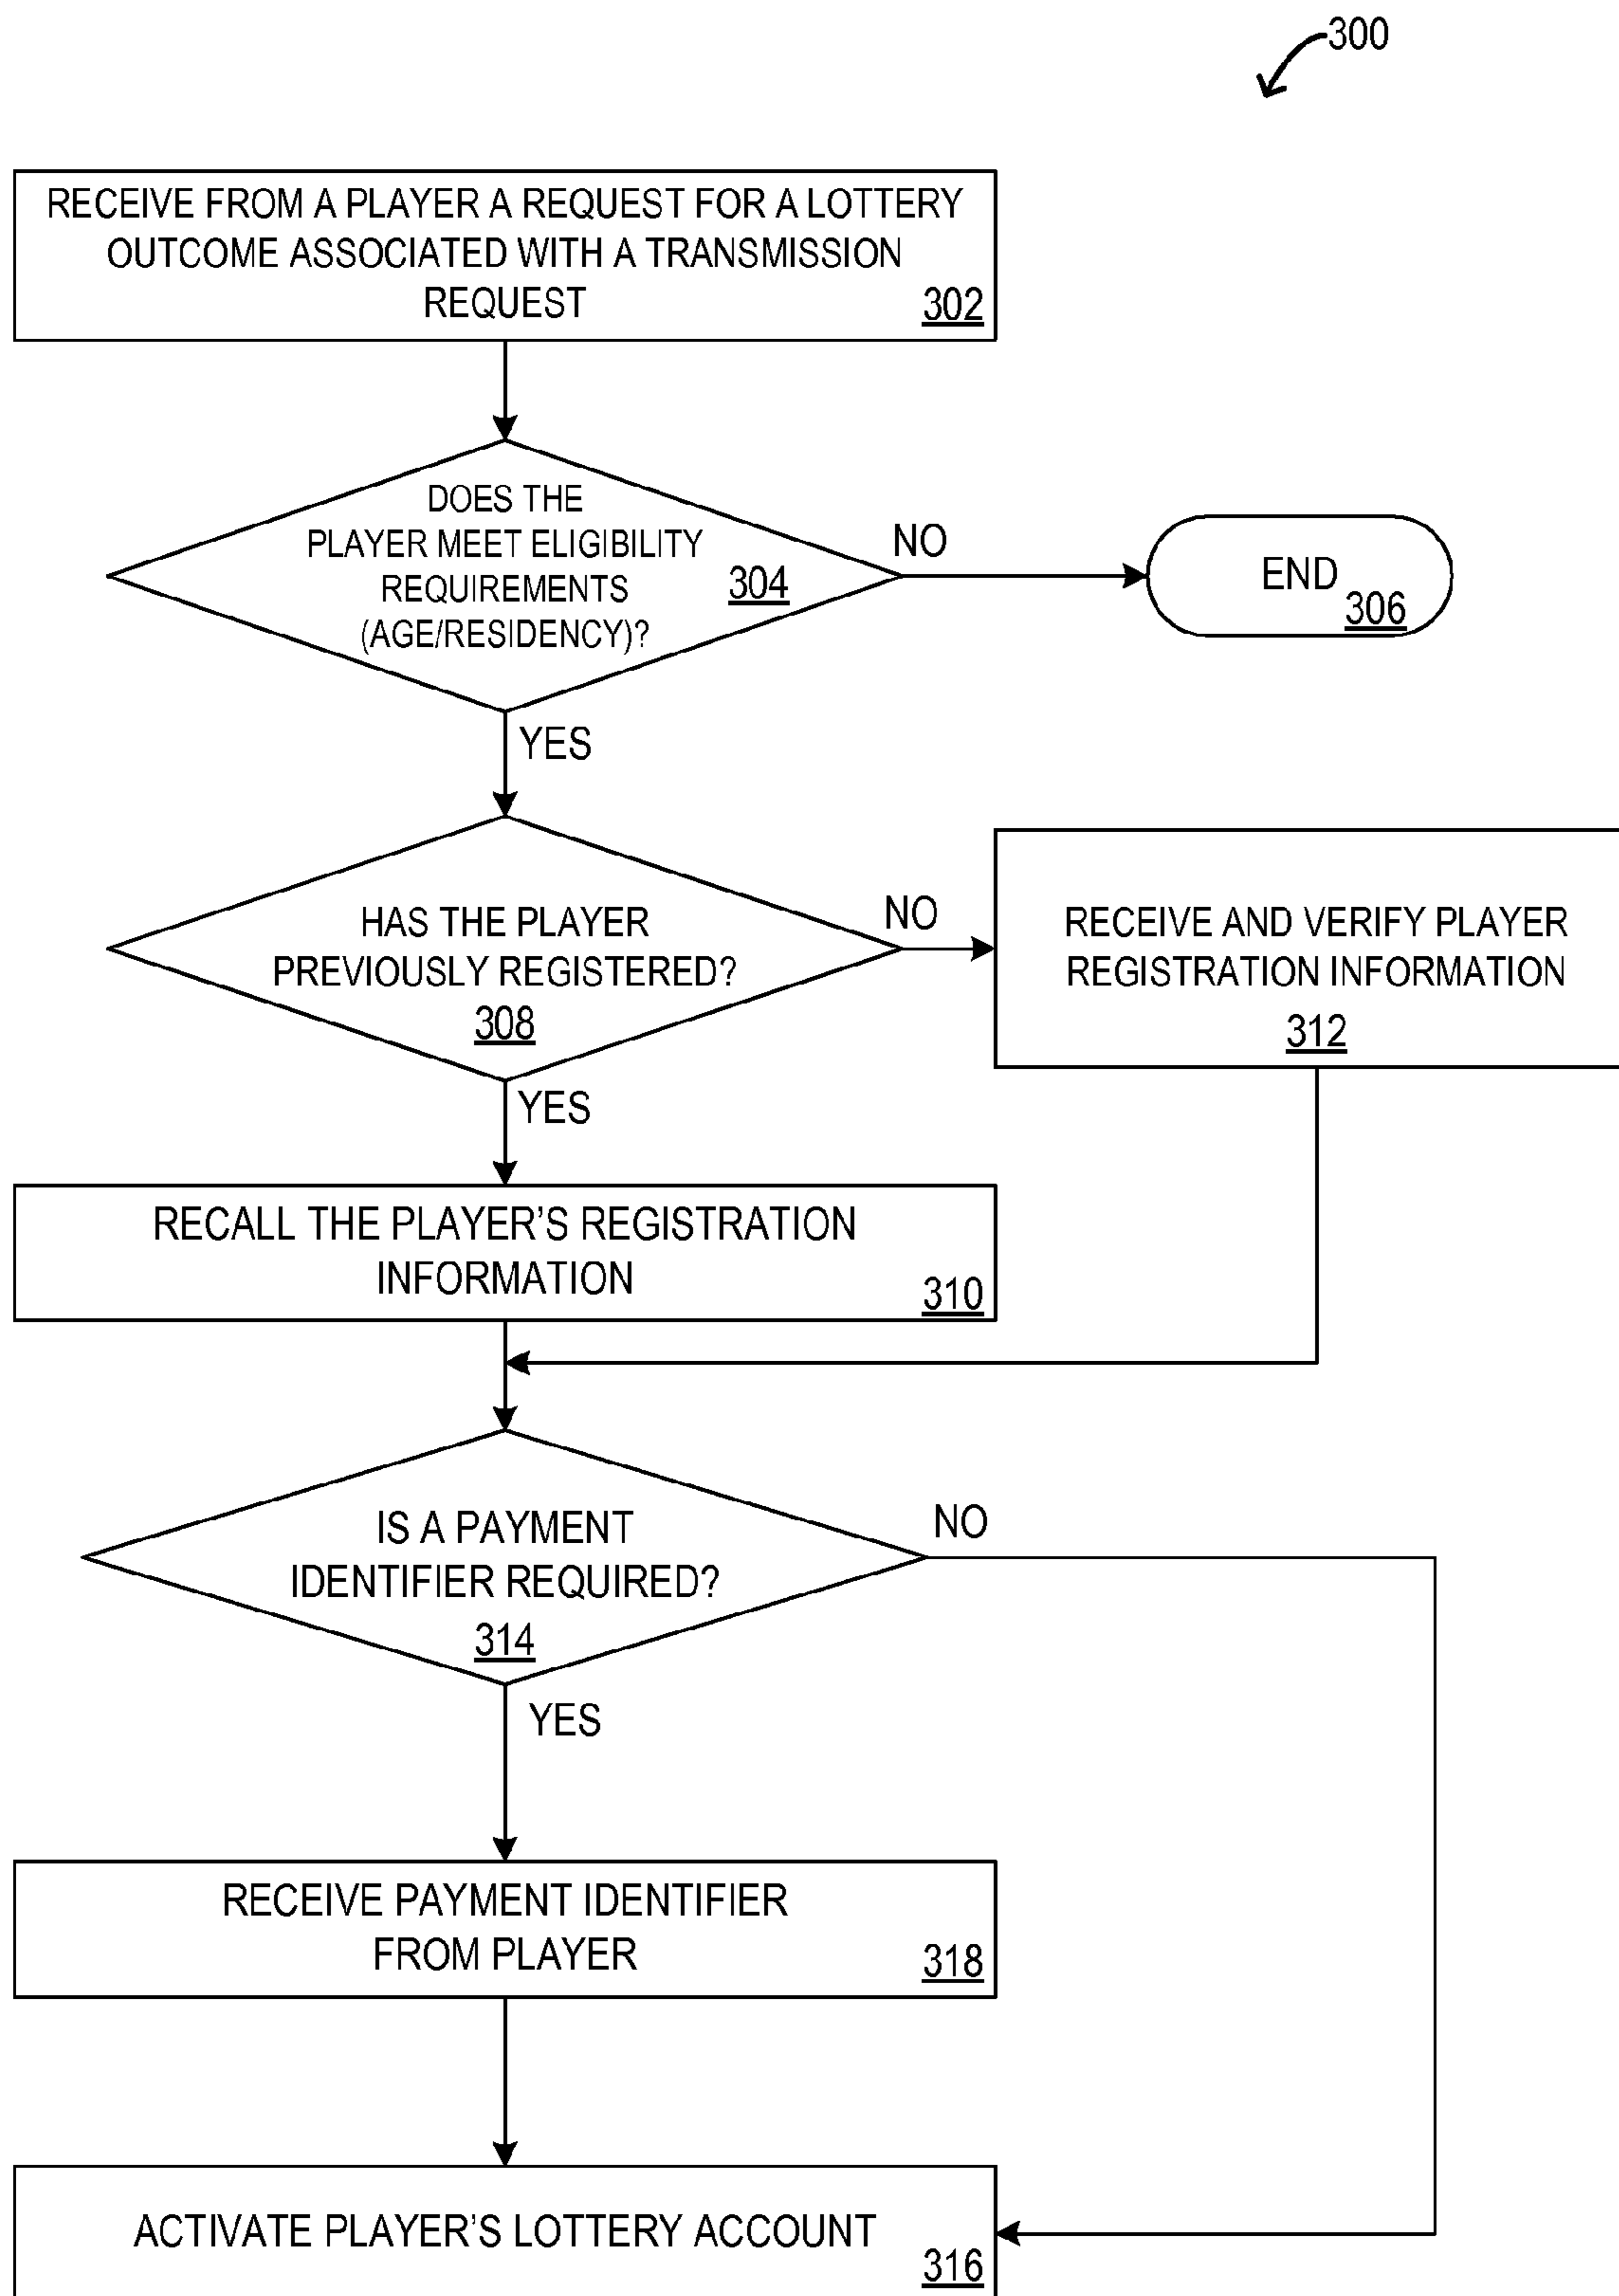 300
RECEIVE FROM A PLAYER A REQUEST FOR A LOTTERY
OUTCOME ASSOCIATED WITH A TRANSMISSION
REQUEST
302
DOES THE
PLAYER MEET ELIGIBILITY
REQUIREMENTS
(AGE/RESIDENCY)?
304
NO
END
306
YES
HAS THE PLAYER
PREVIOUSLY REGISTERED?
308
NO
RECEIVE AND VERIFY PLAYER
REGISTRATION INFORMATION
312
YES
RECALL THE PLAYER’S REGISTRATION
INFORMATION
310
IS A PAYMENT
IDENTIFIER REQUIRED?
314
NO
YES
RECEIVE PAYMENT IDENTIFIER
FROM PLAYER
318
ACTIVATE PLAYER’S LOTTERY ACCOUNT
316